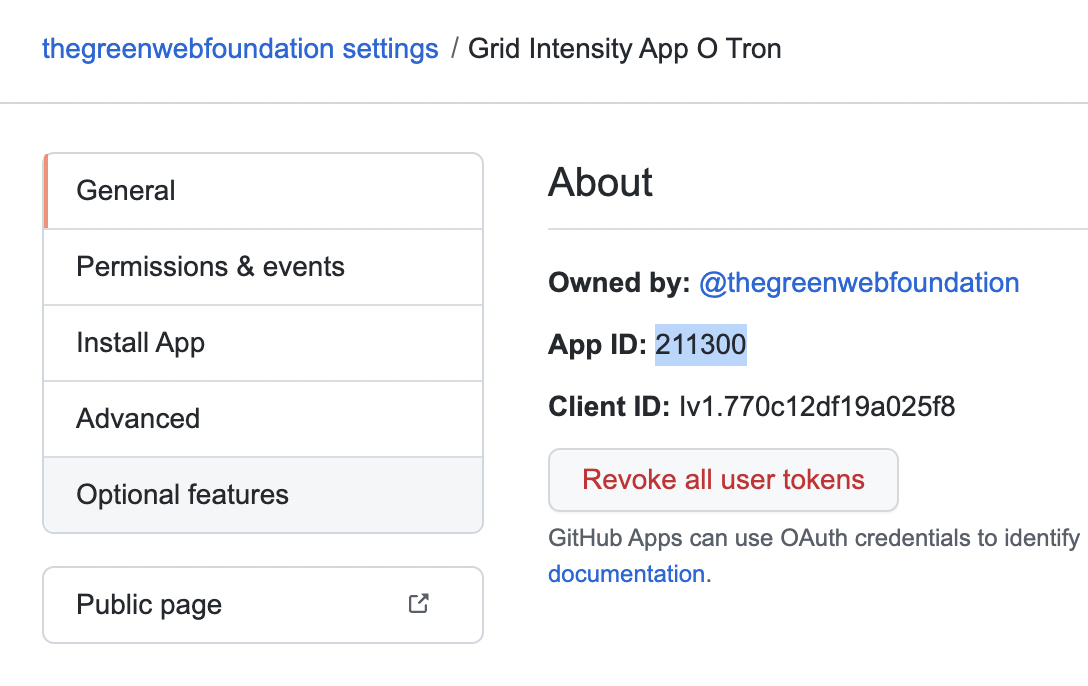 thegreenwebfoundation settings / Grid Intensity App O Tron
General
Permissions & events
Install App
Advanced
Optional features
Public page
About
Owned by: @thegreenwebfoundation
App ID: 211300
Client ID: Iv1.770c12df19a025f8
Revoke all user tokens
GitHub Apps can use OAuth credentials to identify
documentation.